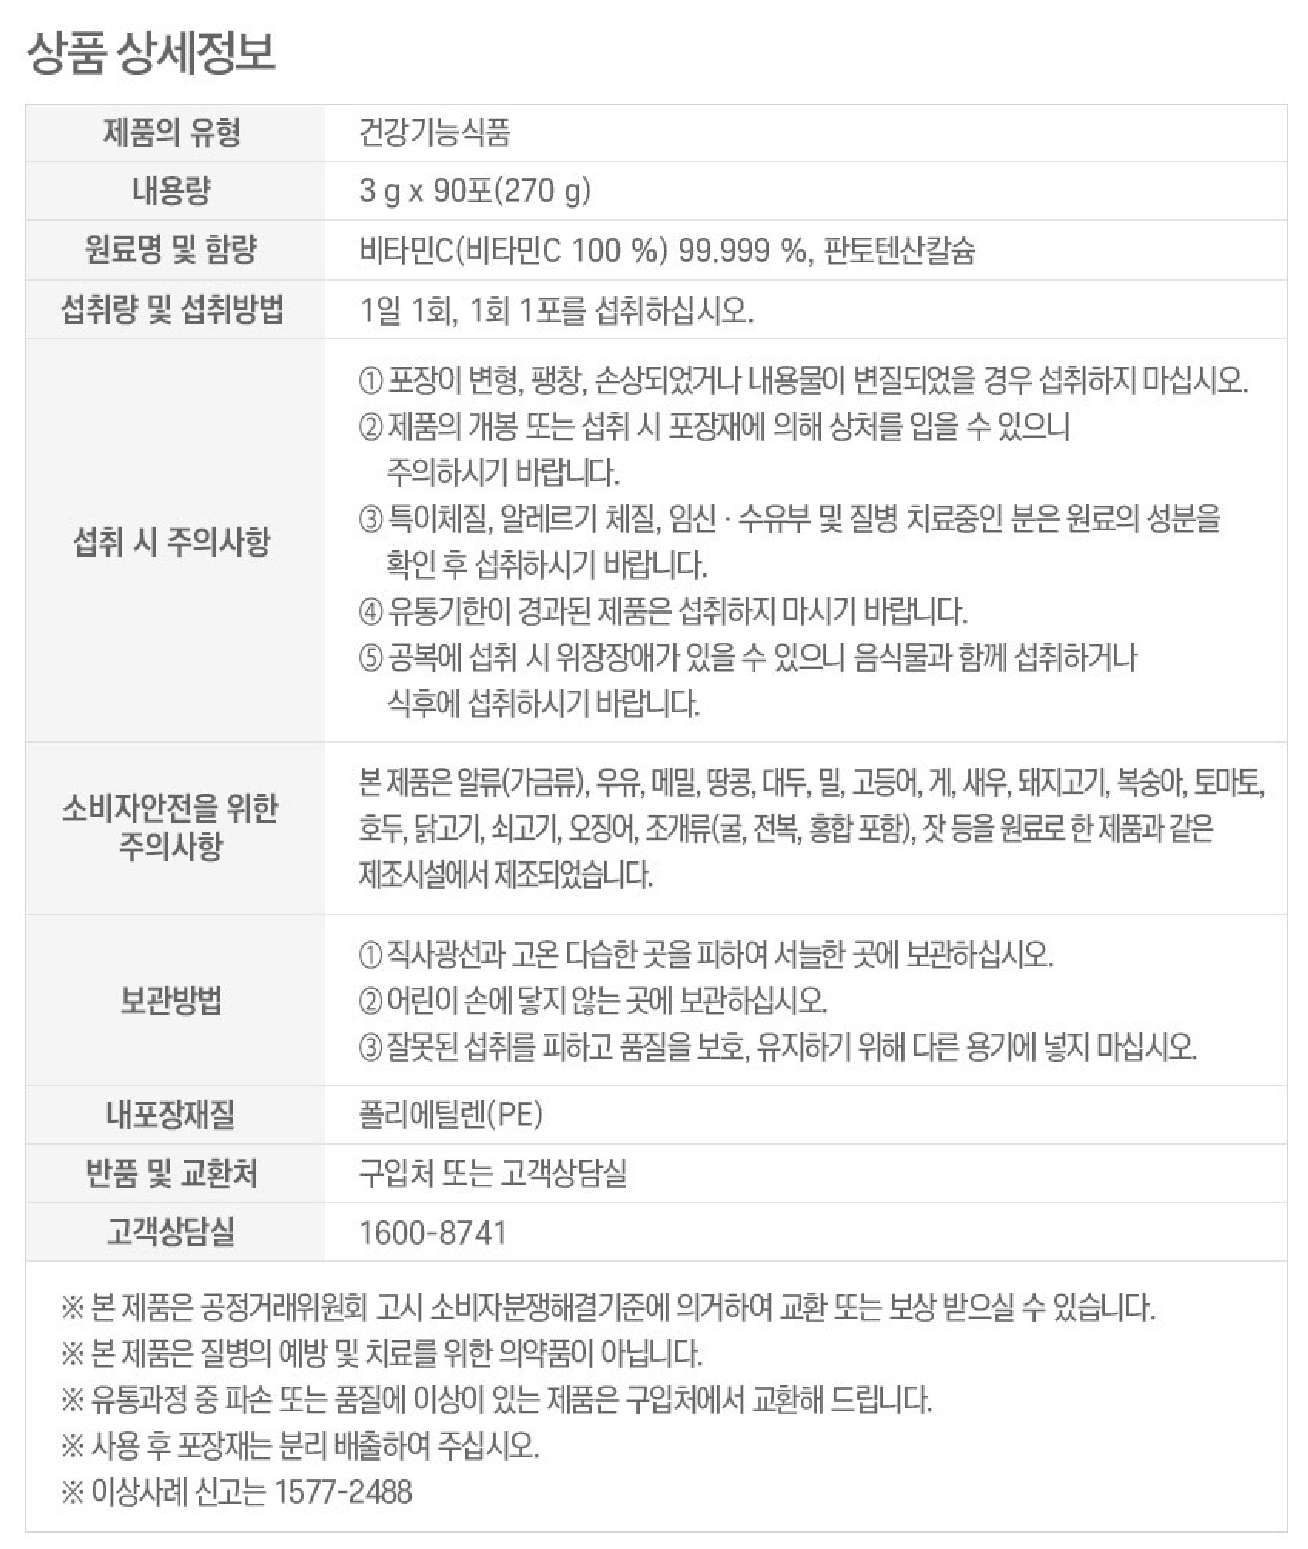 상품 상세정보
제품의 유형
건강기능식품
내용량
3 g x 90포(270 g)
원료명 및 함량
비타민C(비타민C 100 %) 99.999 %, 판토텐산칼슘
섭취량 및 섭취방법
1일 1회, 1회 1포를 섭취하십시오.
섭취 시 주의사항
① 포장이 변형, 팽창, 손상되었거나 내용물이 변질되었을 경우 섭취하지 마십시오.
② 제품의 개봉 또는 섭취 시 포장재에 의해 상처를 입을 수 있으니
주의하시기 바랍니다.
③ 특이체질, 알레르기 체질, 임신 · 수유부 및 질병 치료중인 분은 원료의 성분을
확인 후 섭취하시기 바랍니다.
④ 유통기한이 경과된 제품은 섭취하지 마시기 바랍니다.
⑤ 공복에 섭취 시 위장장애가 있을 수 있으니 음식물과 함께 섭취하거나
식후에 섭취하시기 바랍니다.
소비자안전을 위한
주의사항
본 제품은 알류(가금류), 우유, 메밀, 땅콩, 대두, 밀, 고등어, 게, 새우, 돼지고기, 복숭아, 토마토,
호두, 닭고기, 쇠고기, 오징어, 조개류(굴, 전복, 홍합 포함), 잣 등을 원료로 한 제품과 같은
제조시설에서 제조되었습니다.
보관방법
① 직사광선과 고온 다습한 곳을 피하여 서늘한 곳에 보관하십시오.
② 어린이 손에 닿지 않는 곳에 보관하십시오.
③ 잘못된 섭취를 피하고 품질을 보호, 유지하기 위해 다른 용기에 넣지 마십시오.
내포장재질
폴리에틸렌(PE)
반품 및 교환처
구입처 또는 고객상담실
고객상담실
1600-8741
※ 본 제품은 공정거래위원회 고시 소비자분쟁해결기준에 의거하여 교환 또는 보상 받으실 수 있습니다.
※ 본 제품은 질병의 예방 및 치료를 위한 의약품이 아닙니다.
※ 유통과정 중 파손 또는 품질에 이상이 있는 제품은 구입처에서 교환해 드립니다.
※ 사용 후 포장재는 분리 배출하여 주십시오.
※ 이상사례 신고는 1577-2488